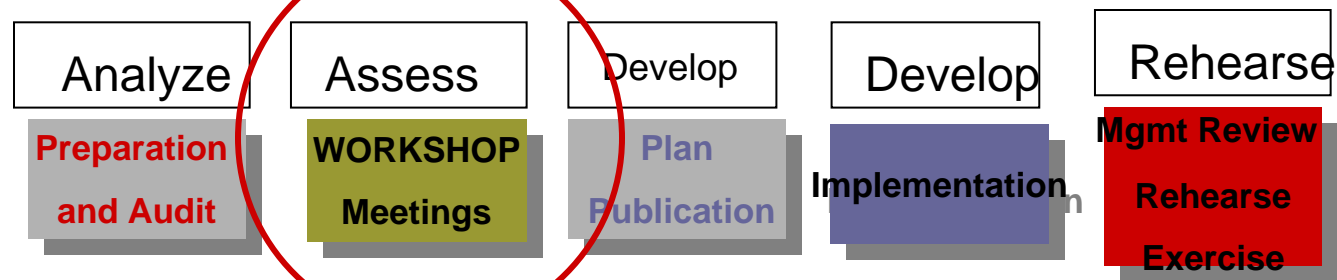 Analyze
Preparation
and Audit
Assess
WORKSHOP
Meetings
Develop
Plan
Publication
Develop
Implementation
Rehearse
Mgmt Review
Rehearse
Exercise